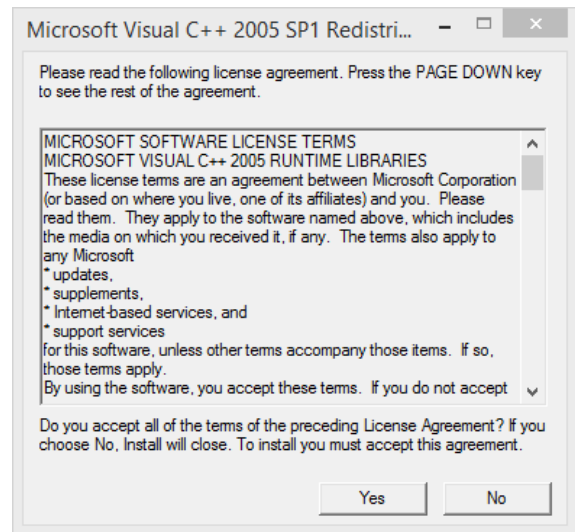 Microsoft Visual C++ 2005 SP1 Redistri...
Please read the following license agreement. Press the PAGE DOWN key
to see the rest of the agreement.
MICROSOFT SOFTWARE LICENSE TERMS
MICROSOFT VISUAL C++ 2005 RUNTIME LIBRARIES
These license terms are an agreement between Microsoft Corporation
(or based on where you live, one of its affiliates) and you.  Please
read them.  They apply to the software named above, which includes
the media on which you received it, if any.  The terms also apply to
any Microsoft
* updates,
* supplements,
* Internet-based services, and
* support services
for this software, unless other terms accompany those items.  If so,
those terms apply.
By using the software, you accept these terms.  If you do not accept
Do you accept all of the terms of the preceding License Agreement? If you
choose No, Install will close. To install you must accept this agreement.
Yes
No